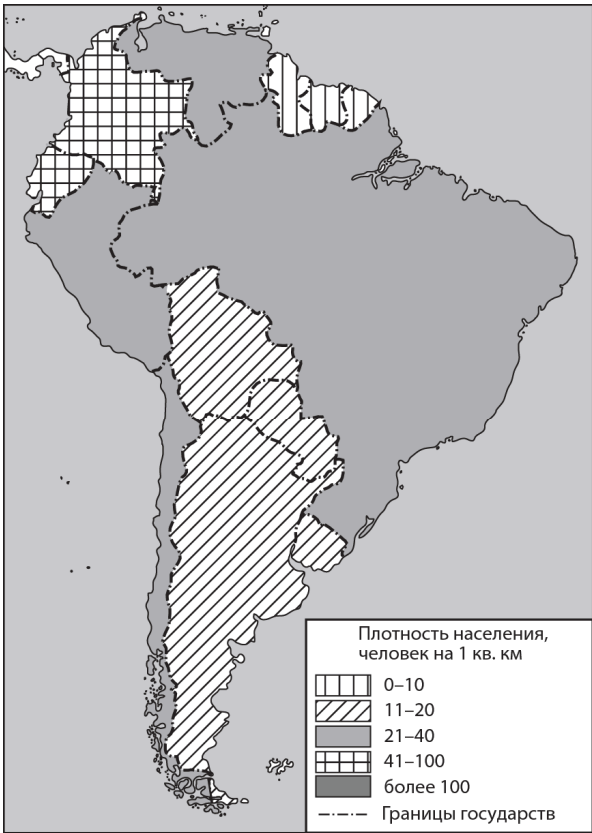 Плотность населения,
человек на 1 кв. км
0–10
11–20
21–40
41–100
более 100
Границы государств